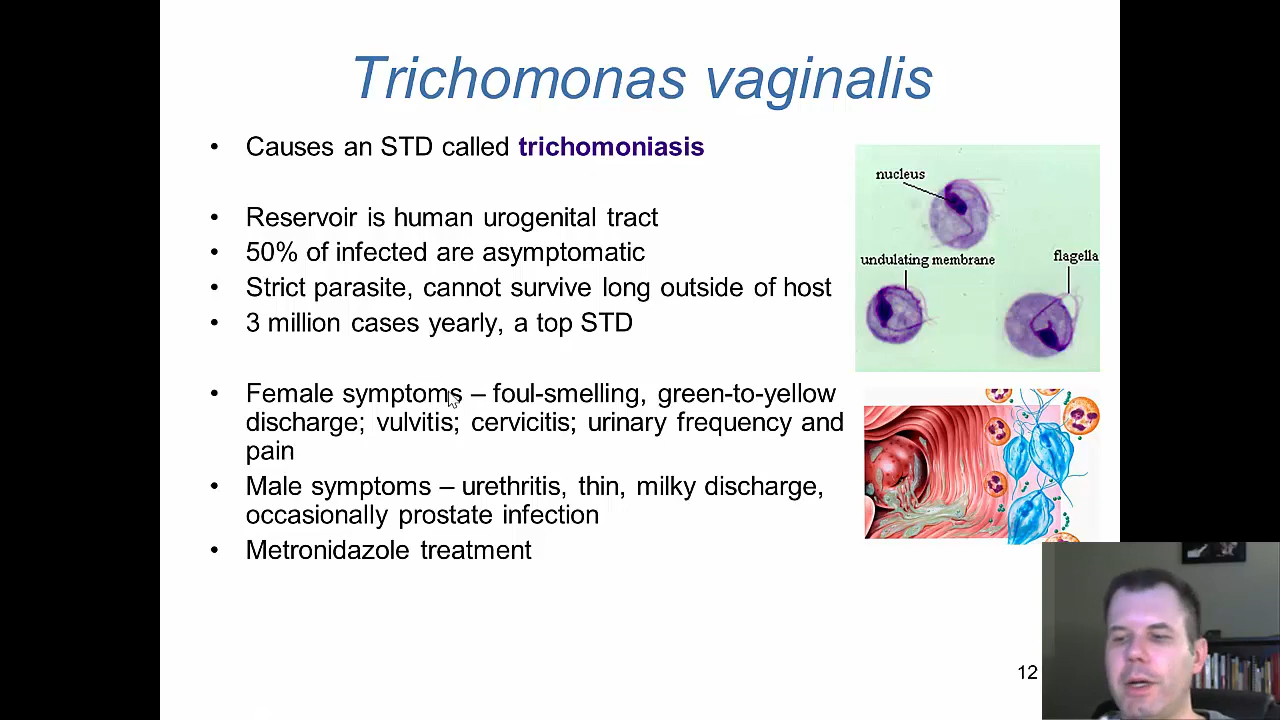 Trichomonas vaginalis
• Causes an STD called trichomoniasis
• Reservoir is human urogenital tract
• 50% of infected are asymptomatic
• Strict parasite, cannot survive long outside of host
• 3 million cases yearly, a top STD
• Female symptoms – foul-smelling, green-to-yellow
discharge; vulvitis; cervicitis; urinary frequency and
pain
• Male symptoms – urethritis, thin, milky discharge,
occasionally prostate infection
• Metronidazole treatment
nucleus
undulating membrane
flagella
12